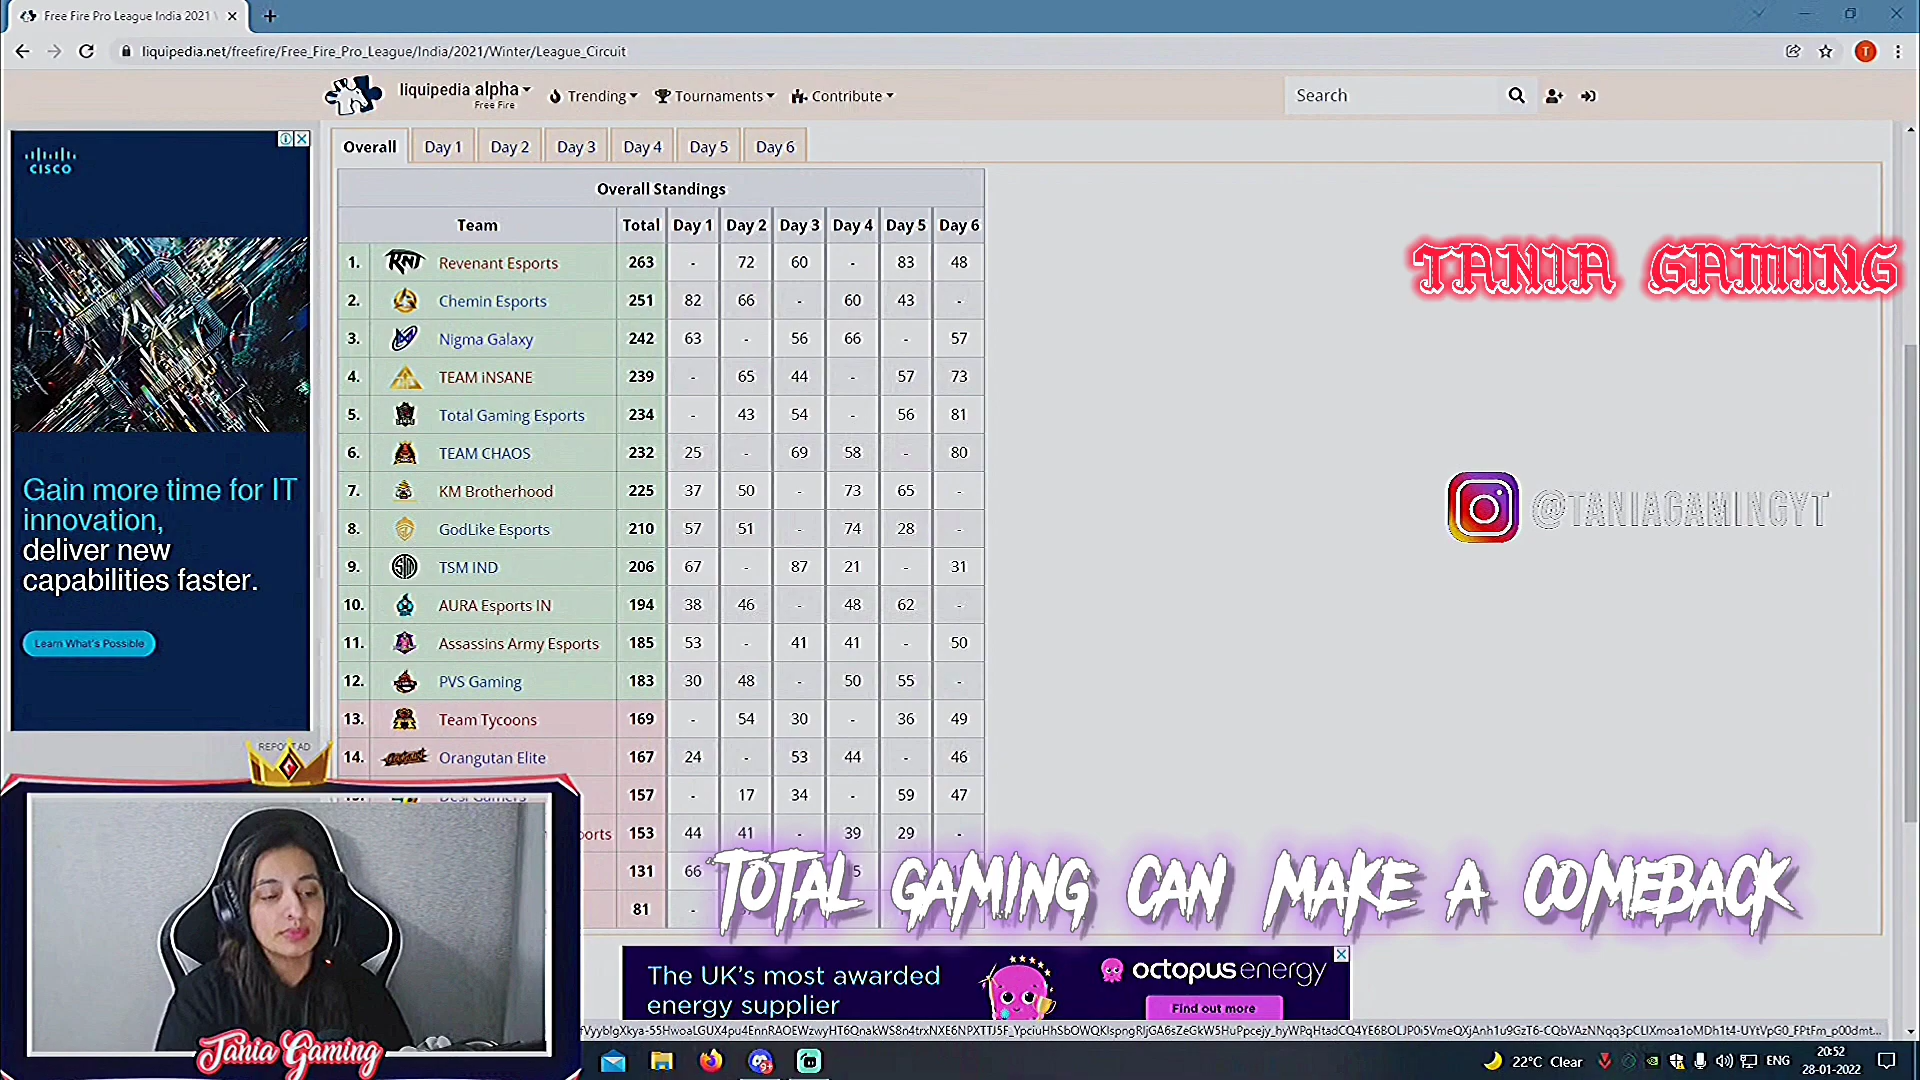 Free Fire Pro League India 2021
liquipedia.net/freefire/Free_Fire_Pro_League/India/2021/Winter/League_Circuit
liquipedia alpha
Free Fire
Trending
Tournaments
Contribute
Search
Overall Day 1 Day 2 Day 3 Day 4 Day 5 Day 6
Overall Standings
Team Total Day 1 Day 2 Day 3 Day 4 Day 5 Day 6
1. RNT Revenant Esports 263 - 72 60 - 83 48
2. Chemin Esports 251 82 66 - 60 43 -
3. Nigma Galaxy 242 63 - 56 66 - 57
4. TEAM iNSANE 239 - 65 44 - 57 73
5. Total Gaming Esports 234 - 43 54 - 56 81
6. TEAM CHAOS 232 25 - 69 58 - 80
7. KM Brotherhood 225 37 50 - 73 65 -
8. GodLike Esports 210 57 51 - 74 28 -
9. TSM IND 206 67 - 87 21 - 31
10. AURA Esports IN 194 38 46 - 48 62 -
11. Assassins Army Esports 185 53 - 41 41 - 50
12. PVS Gaming 183 30 48 - 50 55 -
13. Team Tycoons 169 - 54 30 - 36 49
14. Orangutan Elite 167 24 - 53 44 - 46
157 - 17 34 - 59 47
153 44 41 - 39 29 -
131 66
81 -
CISCO
Gain more time for IT
innovation,
deliver new
capabilities faster.
Learn What's Possible
TANIA GAMING
@TANIAGAMINGYT
TOTAL GAMING CAN MAKE A COMEBACK
Tania Gaming
The UK's most awarded
energy supplier
octopus energy
Find out more
22°C Clear
ENG
20:52
28-01-2022